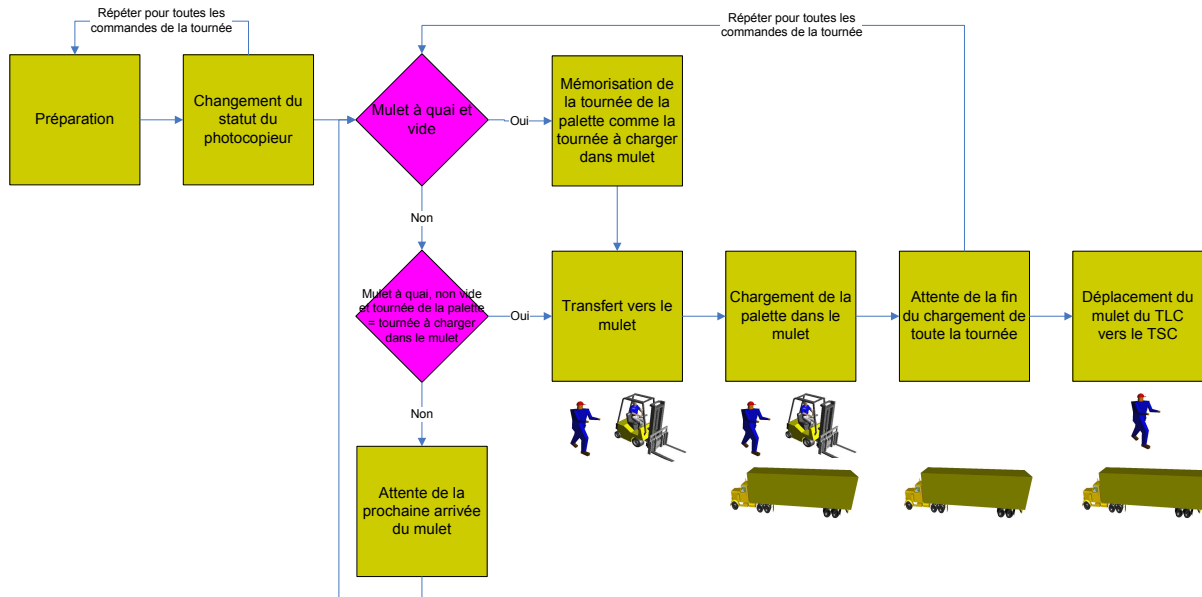 Répéter pour toutes les
commandes de la tournée
Répéter pour toutes les
commandes de la tournée
Préparation
Changement du
statut du
photocopieur
Mulet à quai et
vide
Oui
Mémorisation de
la tournée de la
palette comme la
tournée à charger
dans mulet
Non
Mulet à quai, non vide
et tournée de la palette
= tournée à charger
dans le mulet
Oui
Transfert vers le
mulet
Chargement de la
palette dans le
mulet
Attente de la fin
du chargement de
toute la tournée
Déplacement du
mulet du TLC
vers le TSC
Non
Attente de la
prochaine arrivée
du mulet